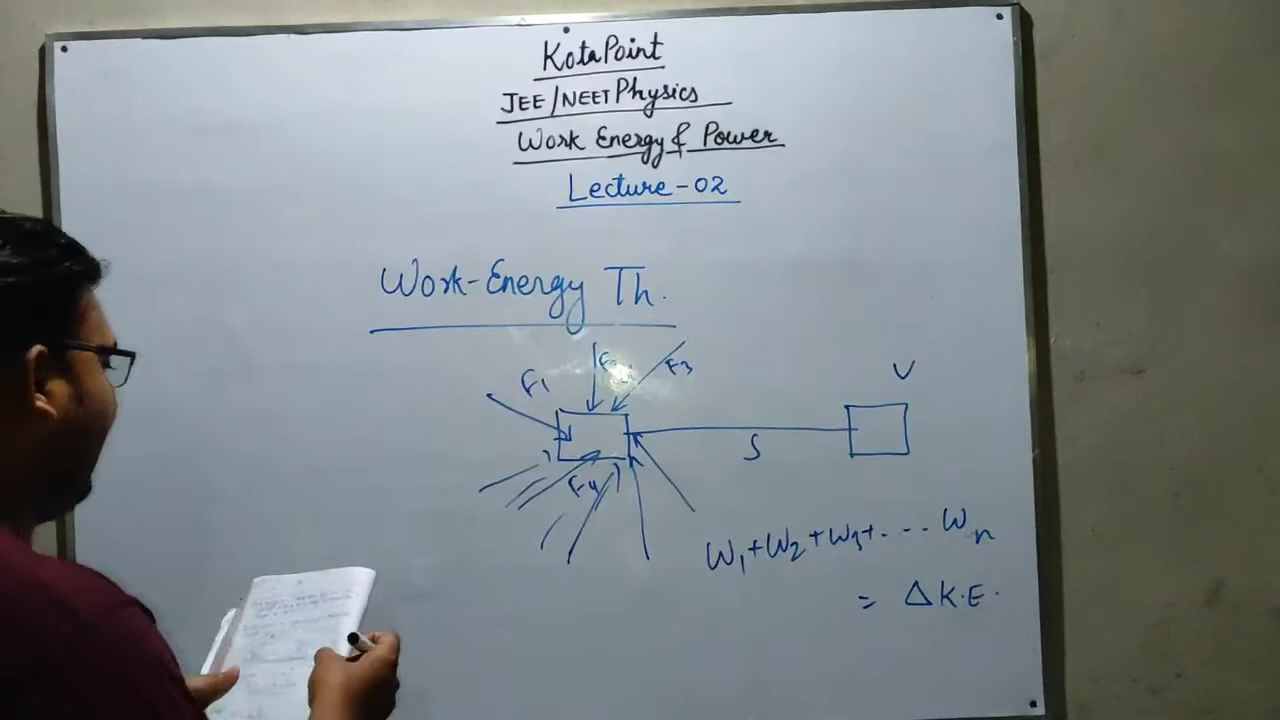 KotaPoint
JEE/NEET Physics
Work Energy & Power
Lecture-02
Work-Energy Th.
F1 F2 F3
V
S
F4
W1+W2+W3+.... Wn
= ΔK.E.